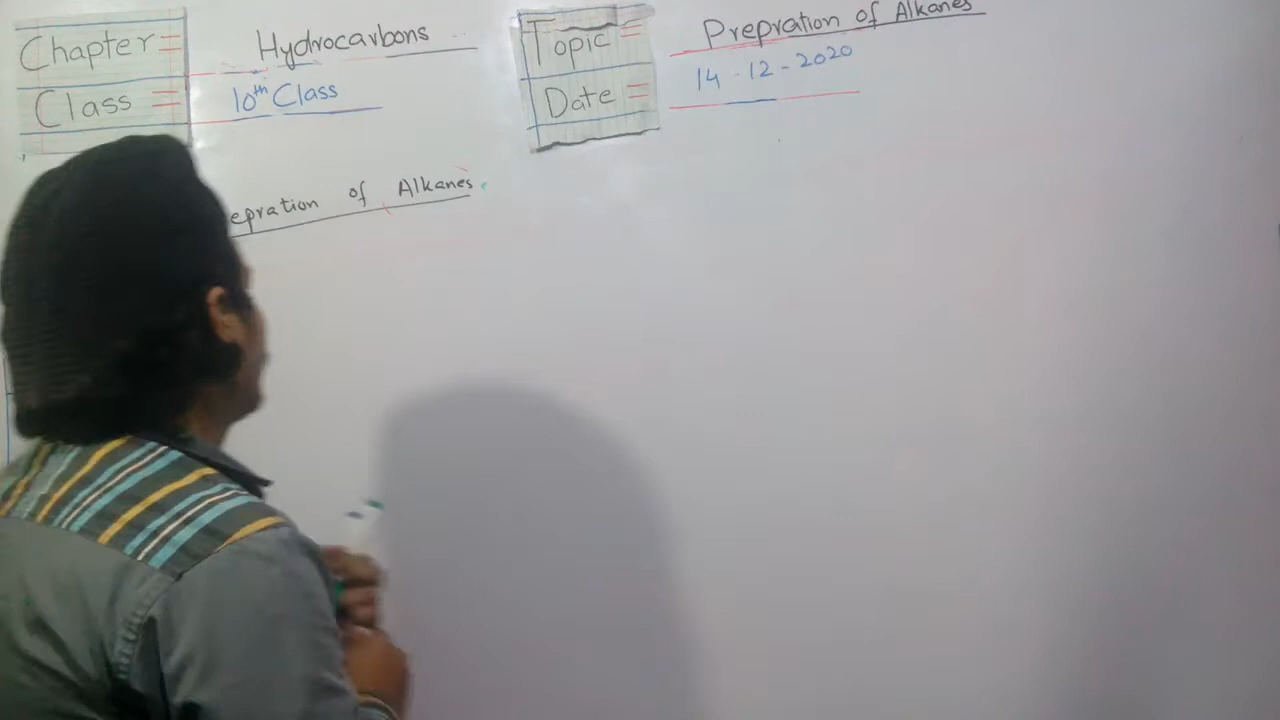 Chapter = Hydrocarbons
Class = 10th Class
Topic = Prepration of Alkanes
Date = 14-12-2020
epration of Alkanes